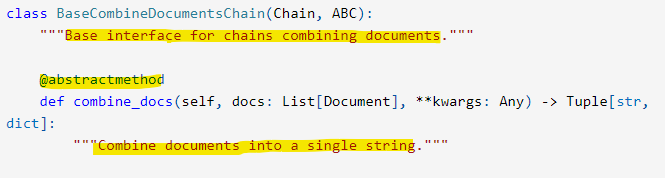 class BaseCombineDocumentsChain(Chain, ABC):
    """Base interface for chains combining documents."""
    @abstractmethod
    def combine_docs(self, docs: List[Document], **kwargs: Any) -> Tuple[str,
dict]:
        """Combine documents into a single string."""